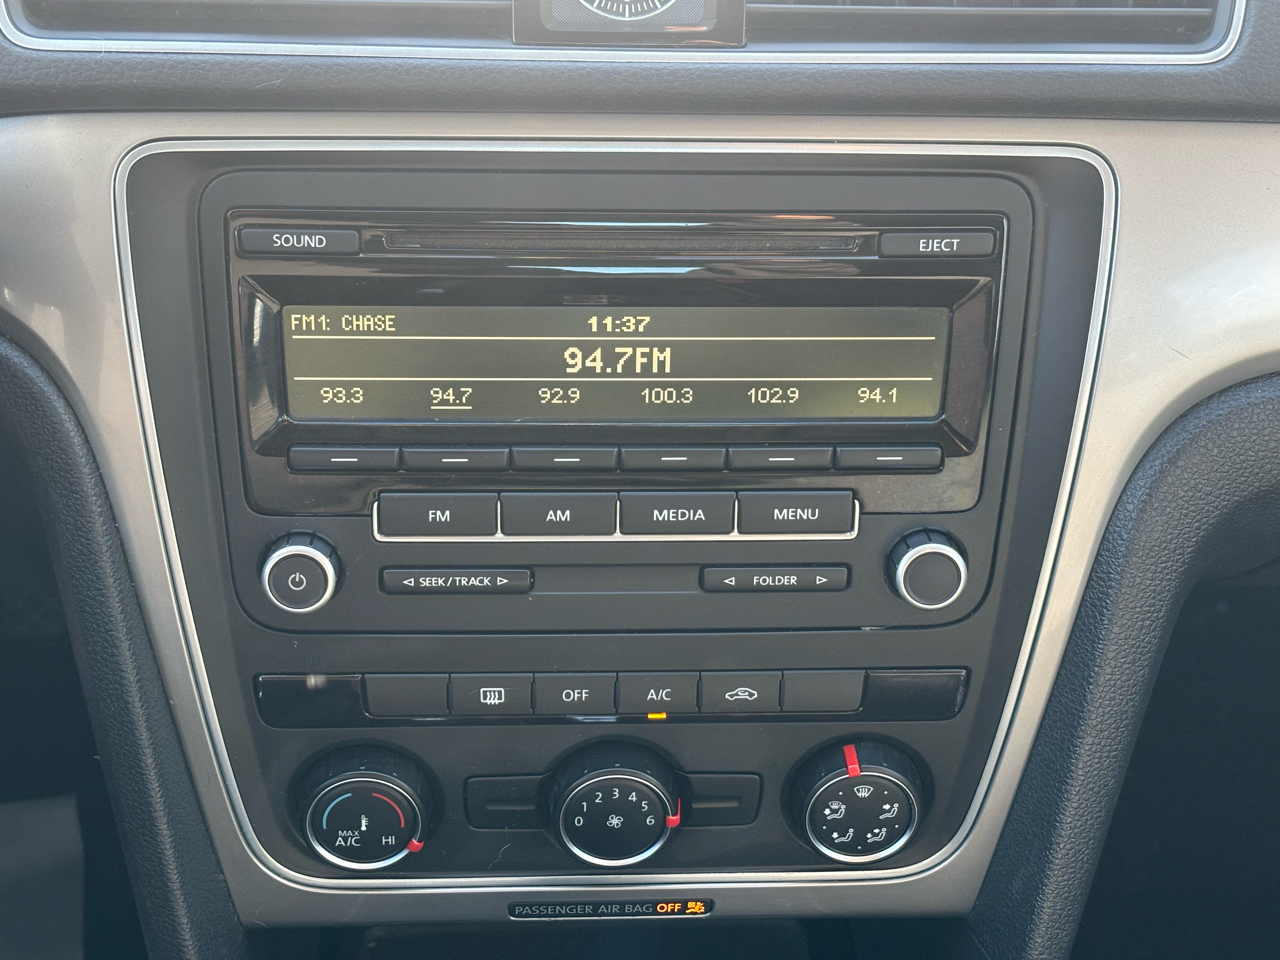 SOUND
EJECT
FM1: CHASE 11:37
94.7FM
93.3 94.7 92.9 100.3 102.9 94.1
FM AM MEDIA MENU
SEEK / TRACK
FOLDER
OFF A/C
MAX
A/C HI
0 1 2 3 4 5 6
PASSENGER AIR BAG OFF